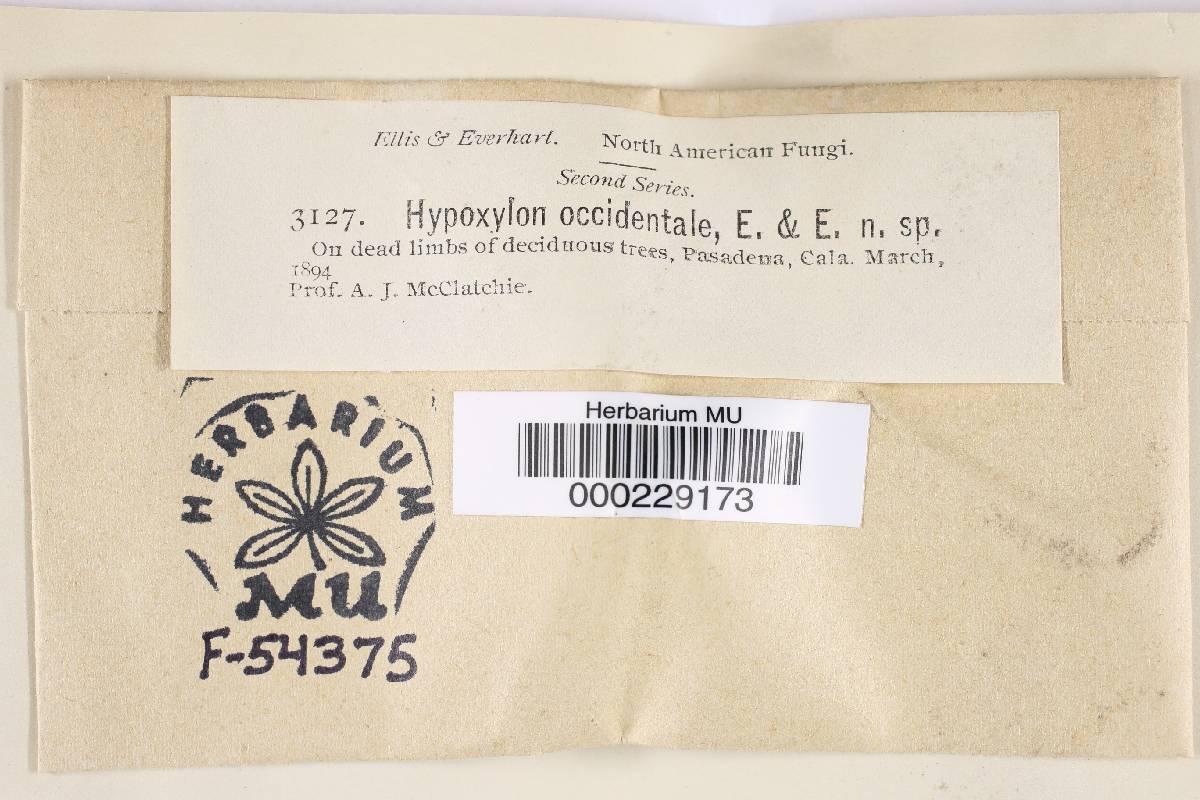 Ellis & Everhart. North American Fungi.
Second Series.
3127. Hypoxylon occidentale, E. & E. n. sp.
On dead limbs of deciduous trees, Pasadena, Cala. March,
1894
Prof. A. J. McClatchie.
Herbarium MU
000229173
HERBARIUM
MU
F-54375